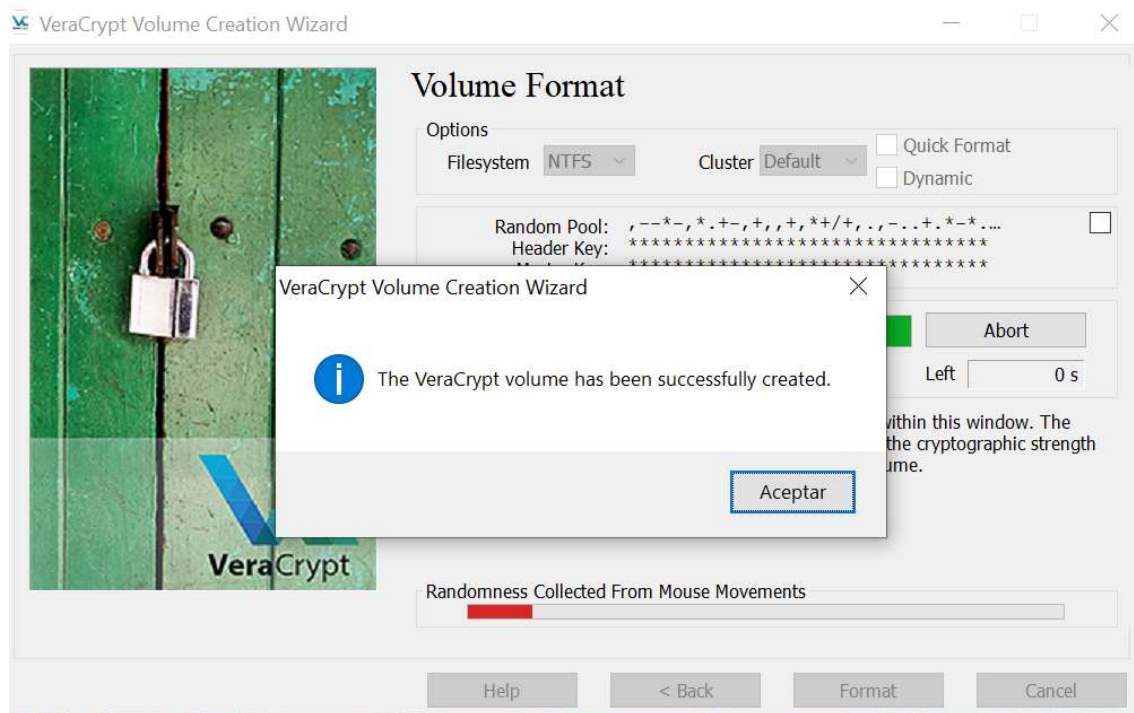 VeraCrypt Volume Creation Wizard
Volume Format
Options
Filesystem NTFS Cluster Default Quick Format
Dynamic
Random Pool: ,--*-,*.+-,+,,+,*+/+,.,-..+.*-*....
Header Key: ********************************
********************************
VeraCrypt Volume Creation Wizard
The VeraCrypt volume has been successfully created.
Aceptar
Abort
Left 0 s
within this window. The
the cryptographic strength
VeraCrypt
Randomness Collected From Mouse Movements
Help < Back Format Cancel